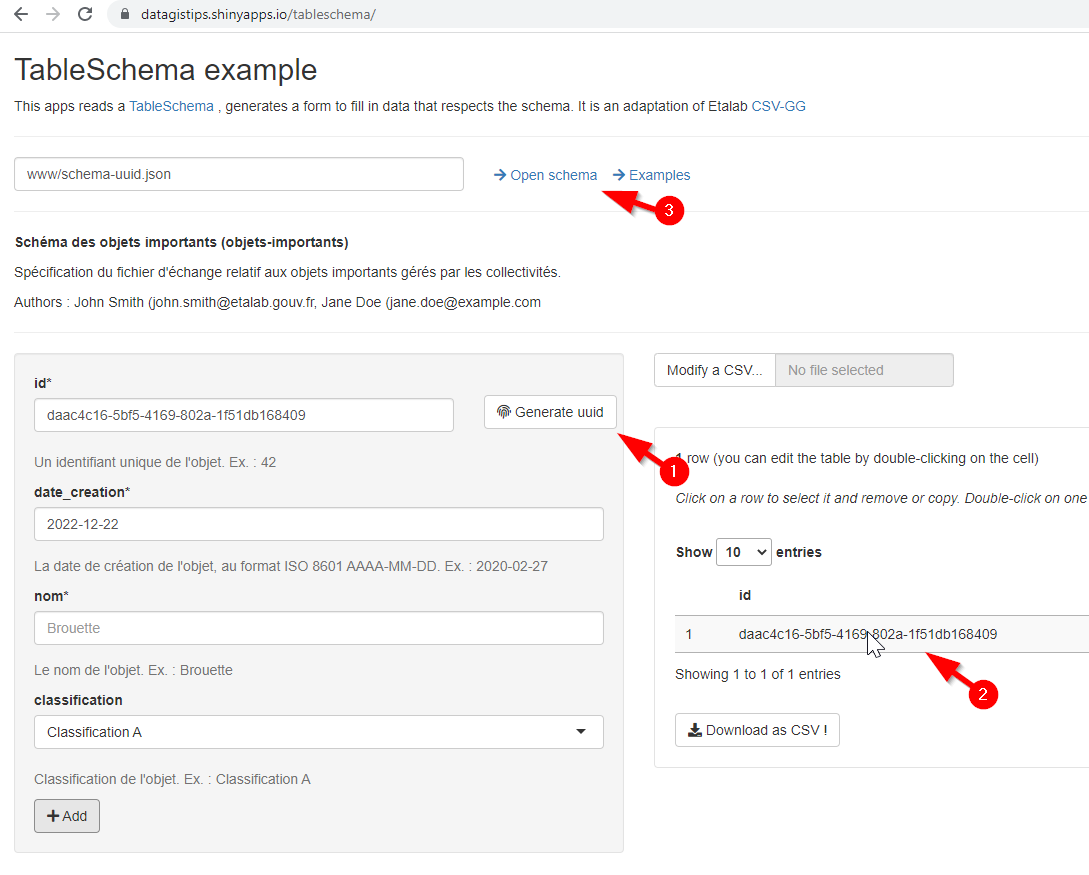 datagistips.shinyapps.io/tableschema/
TableSchema example
This apps reads a TableSchema , generates a form to fill in data that respects the schema. It is an adaptation of Etalab CSV-GG
www/schema-uuid.json
Open schema Examples
3
Schéma des objets importants (objets-importants)
Spécification du fichier d'échange relatif aux objets importants gérés par les collectivités.
Authors : John Smith (john.smith@etalab.gouv.fr, Jane Doe (jane.doe@example.com
id*
daac4c16-5bf5-4169-802a-1f51db168409
Generate uuid
1
Un identifiant unique de l'objet. Ex. : 42
date_creation*
2022-12-22
La date de création de l'objet, au format ISO 8601 AAAA-MM-DD. Ex. : 2020-02-27
nom*
Brouette
Le nom de l'objet. Ex. : Brouette
classification
Classification A
Classification de l'objet. Ex. : Classification A
Add
Modify a CSV... No file selected
1 row (you can edit the table by double-clicking on the cell)
Click on a row to select it and remove or copy. Double-click on one
Show 10 entries
id
1 daac4c16-5bf5-4169-802a-1f51db168409
Showing 1 to 1 of 1 entries
2
Download as CSV !